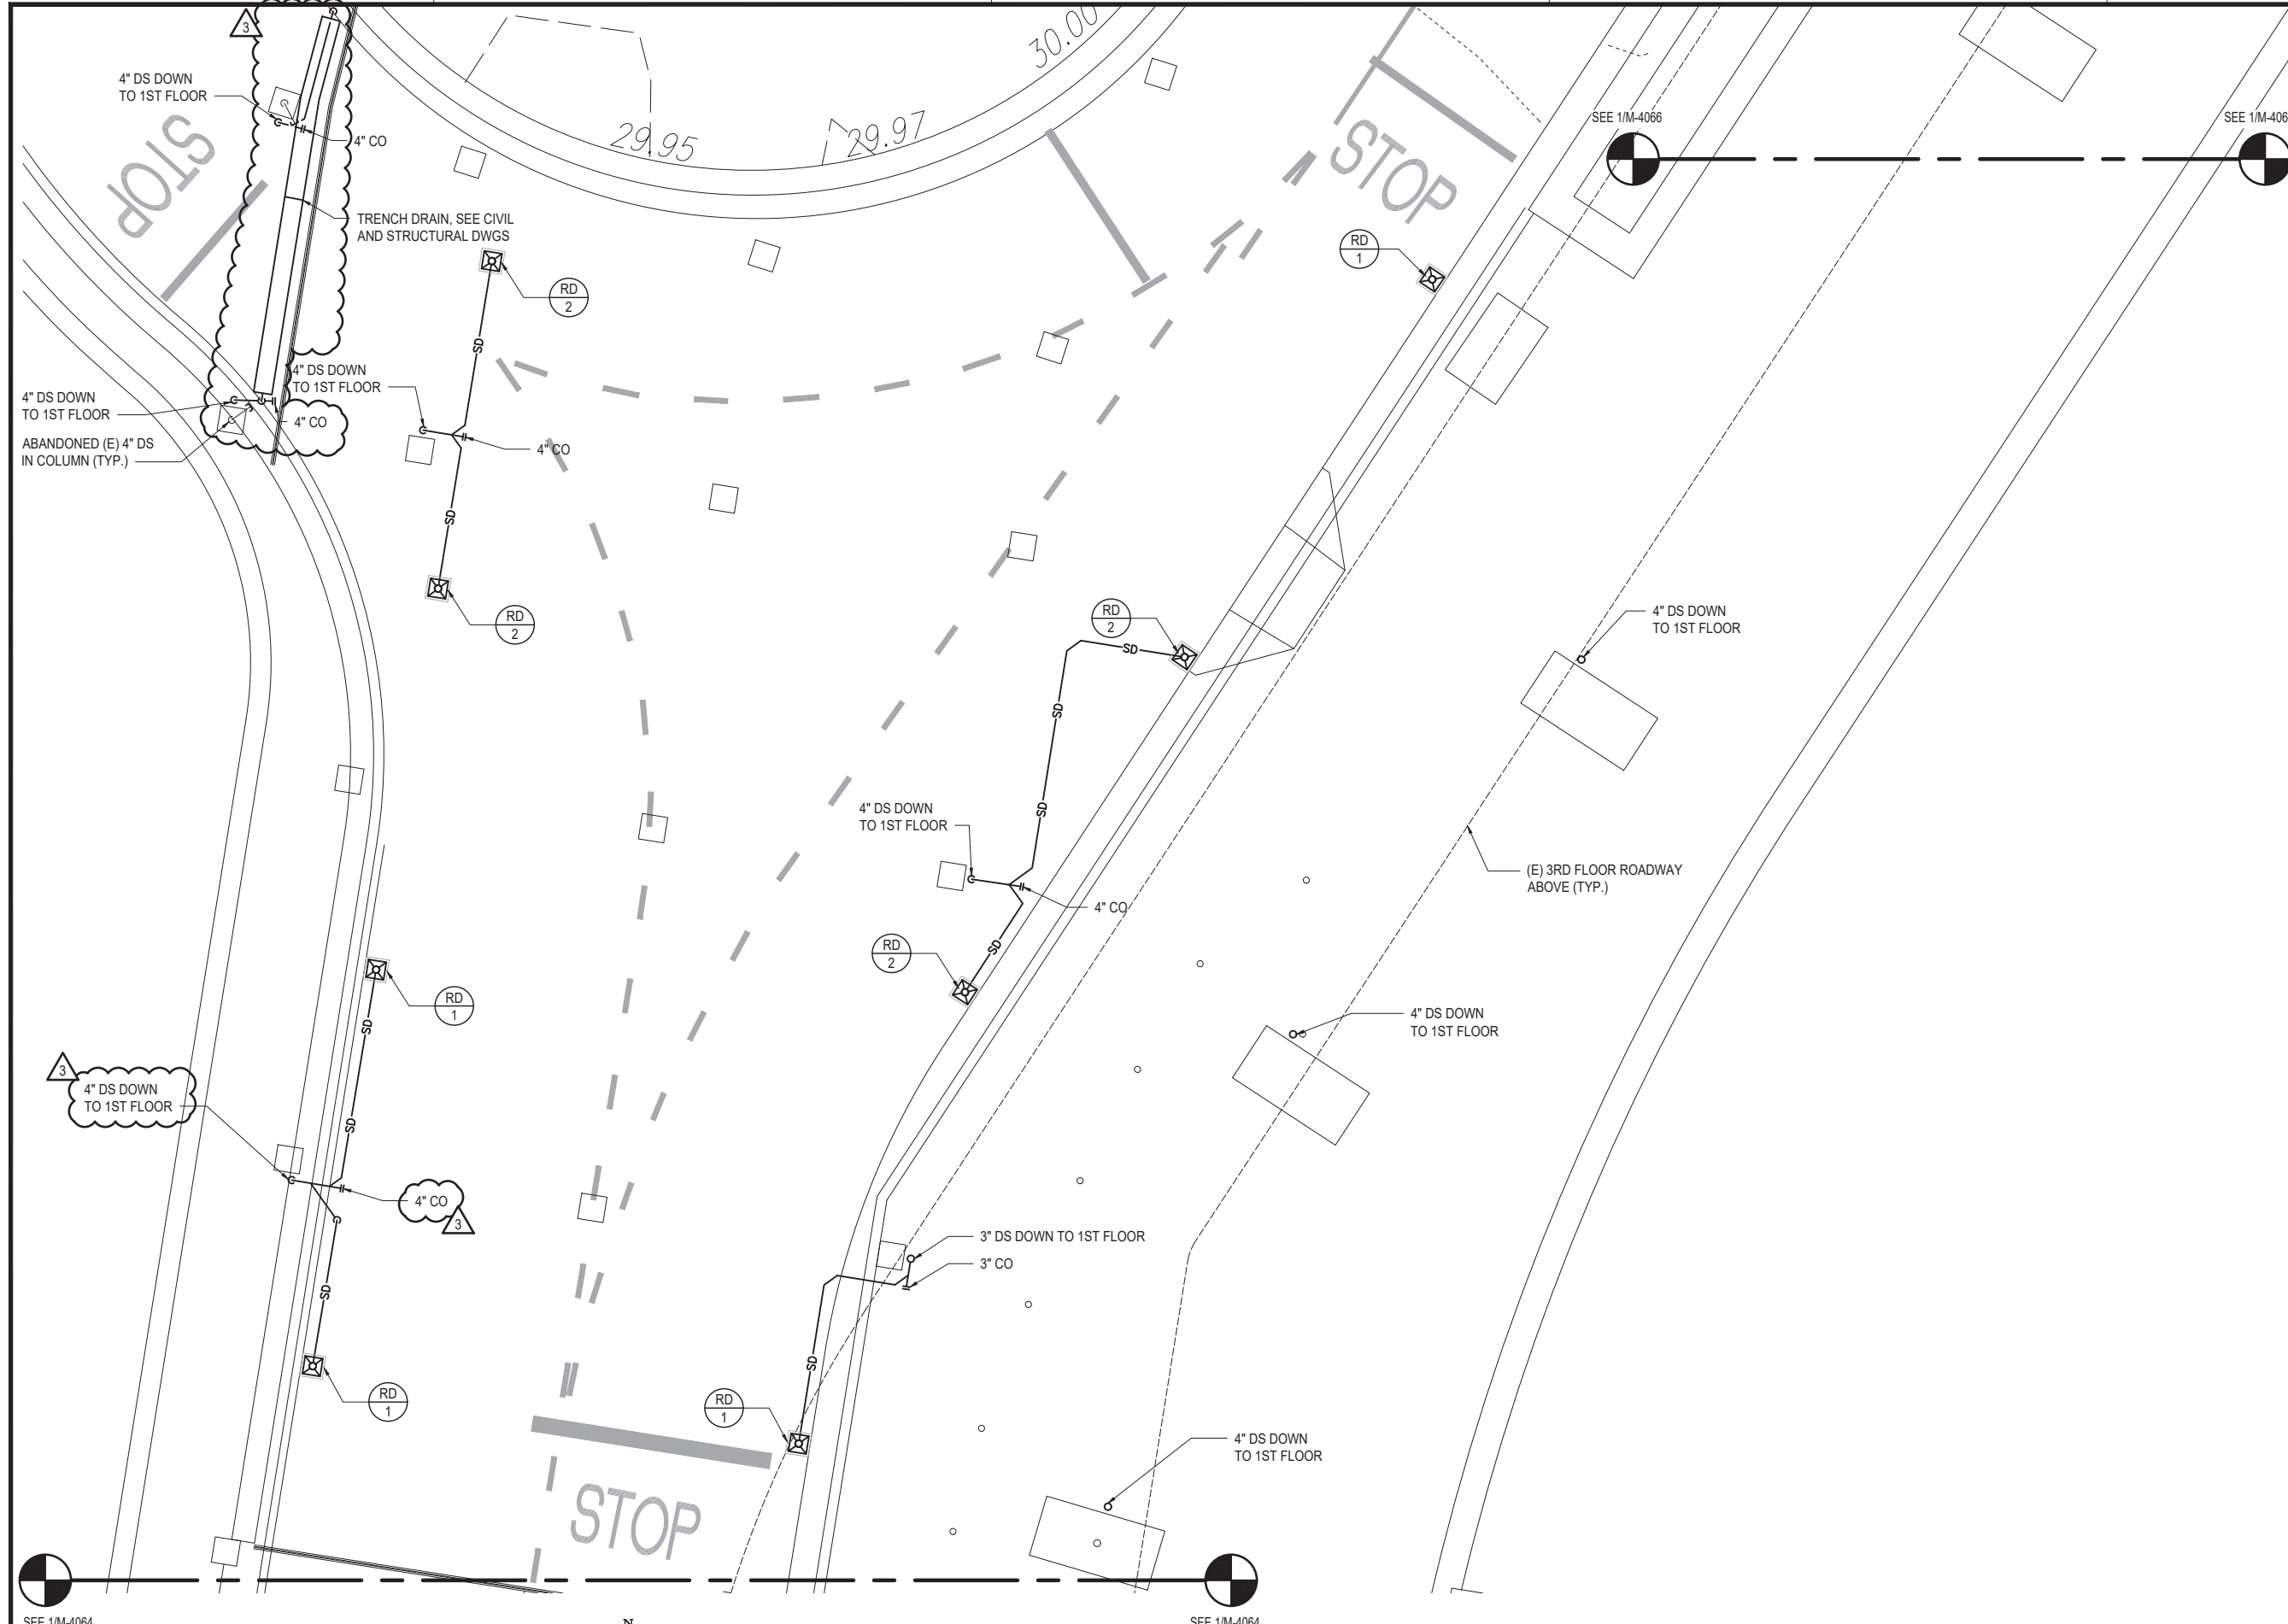 3
4" DS DOWN
TO 1ST FLOOR
4" CO
STOP
30.00
29.95
29.97
STOP
SEE 1/M-4066
TRENCH DRAIN, SEE CIVIL
AND STRUCTURAL DWGS
RD
1
RD
2
SD
4" DS DOWN
TO 1ST FLOOR
4" DS DOWN
TO 1ST FLOOR
4" CO
ABANDONED (E) 4" DS
IN COLUMN (TYP.)
4" CO
SD
RD
2
RD
2
SD
4" DS DOWN
TO 1ST FLOOR
SD
4" DS DOWN
TO 1ST FLOOR
SD
(E) 3RD FLOOR ROADWAY
ABOVE (TYP.)
4" CO
RD
2
SD
RD
1
SD
4" DS DOWN
TO 1ST FLOOR
3
4" DS DOWN
TO 1ST FLOOR
SD
4" CO
3
3" DS DOWN TO 1ST FLOOR
3" CO
SD
SD
RD
1
RD
1
4" DS DOWN
TO 1ST FLOOR
STOP
SEE 1/M-4064
N
SEE 1/M-4064